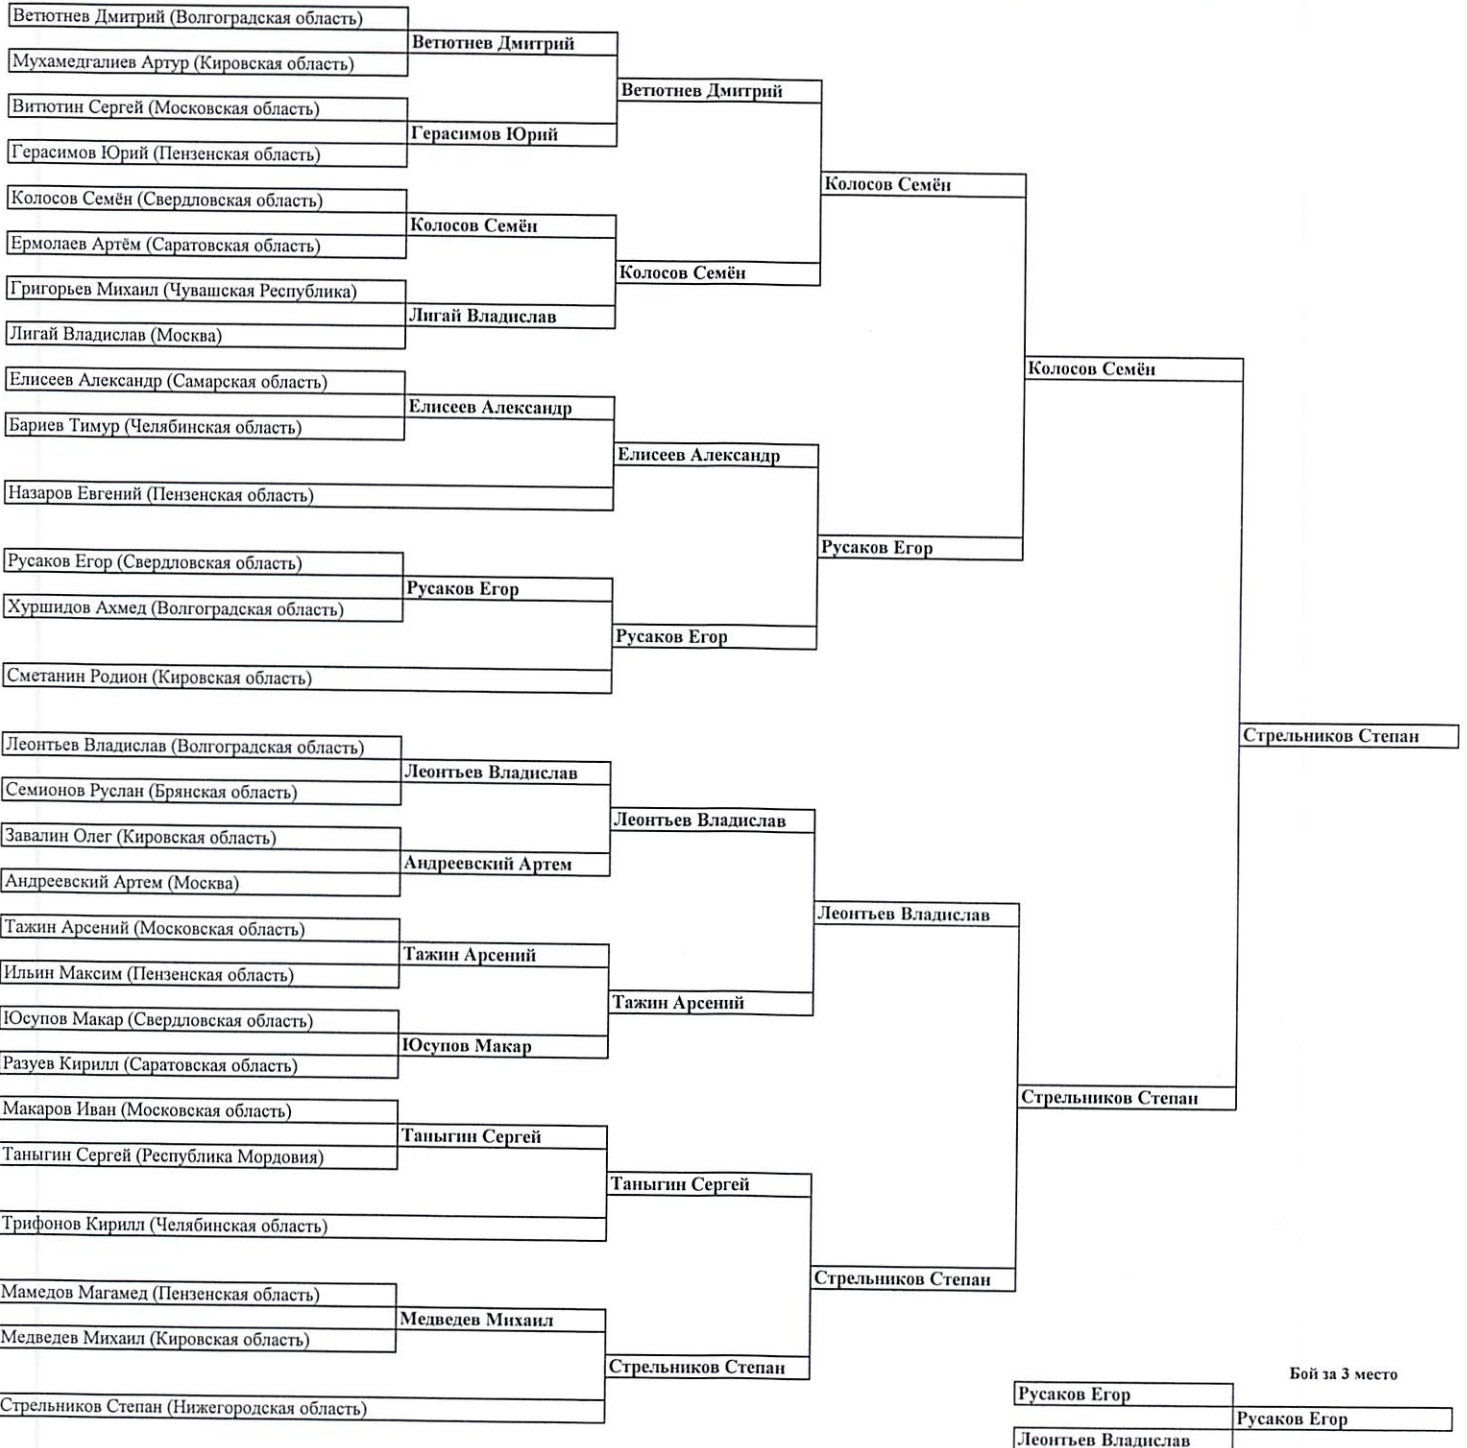 Ветютнев Дмитрий (Волгоградская область)
Ветютнев Дмитрий
Мухамедгалиев Артур (Кировская область)
Ветютнев Дмитрий
Витютин Сергей (Московская область)
Герасимов Юрий
Герасимов Юрий (Пензенская область)
Колосов Семён
Колосов Семён (Свердловская область)
Колосов Семён
Ермолаев Артём (Саратовская область)
Колосов Семён
Григорьев Михаил (Чувашская Республика)
Лигай Владислав
Лигай Владислав (Москва)
Колосов Семён
Елисеев Александр (Самарская область)
Елисеев Александр
Бариев Тимур (Челябинская область)
Елисеев Александр
Назаров Евгений (Пензенская область)
Русаков Егор
Русаков Егор (Свердловская область)
Русаков Егор
Хуршидов Ахмед (Волгоградская область)
Русаков Егор
Сметанин Родион (Кировская область)
Стрельников Степан
Леонтьев Владислав (Волгоградская область)
Леонтьев Владислав
Семионов Руслан (Брянская область)
Леонтьев Владислав
Завалин Олег (Кировская область)
Андреевский Артем
Андреевский Артем (Москва)
Леонтьев Владислав
Тажин Арсений (Московская область)
Тажин Арсений
Ильин Максим (Пензенская область)
Тажин Арсений
Юсупов Макар (Свердловская область)
Юсупов Макар
Разуев Кирилл (Саратовская область)
Стрельников Степан
Макаров Иван (Московская область)
Таныгин Сергей
Таныгин Сергей (Республика Мордовия)
Таныгин Сергей
Трифонов Кирилл (Челябинская область)
Стрельников Степан
Мамедов Магамед (Пензенская область)
Медведев Михаил
Медведев Михаил (Кировская область)
Стрельников Степан
Стрельников Степан (Нижегородская область)
Бой за 3 место
Русаков Егор
Русаков Егор
Леонтьев Владислав